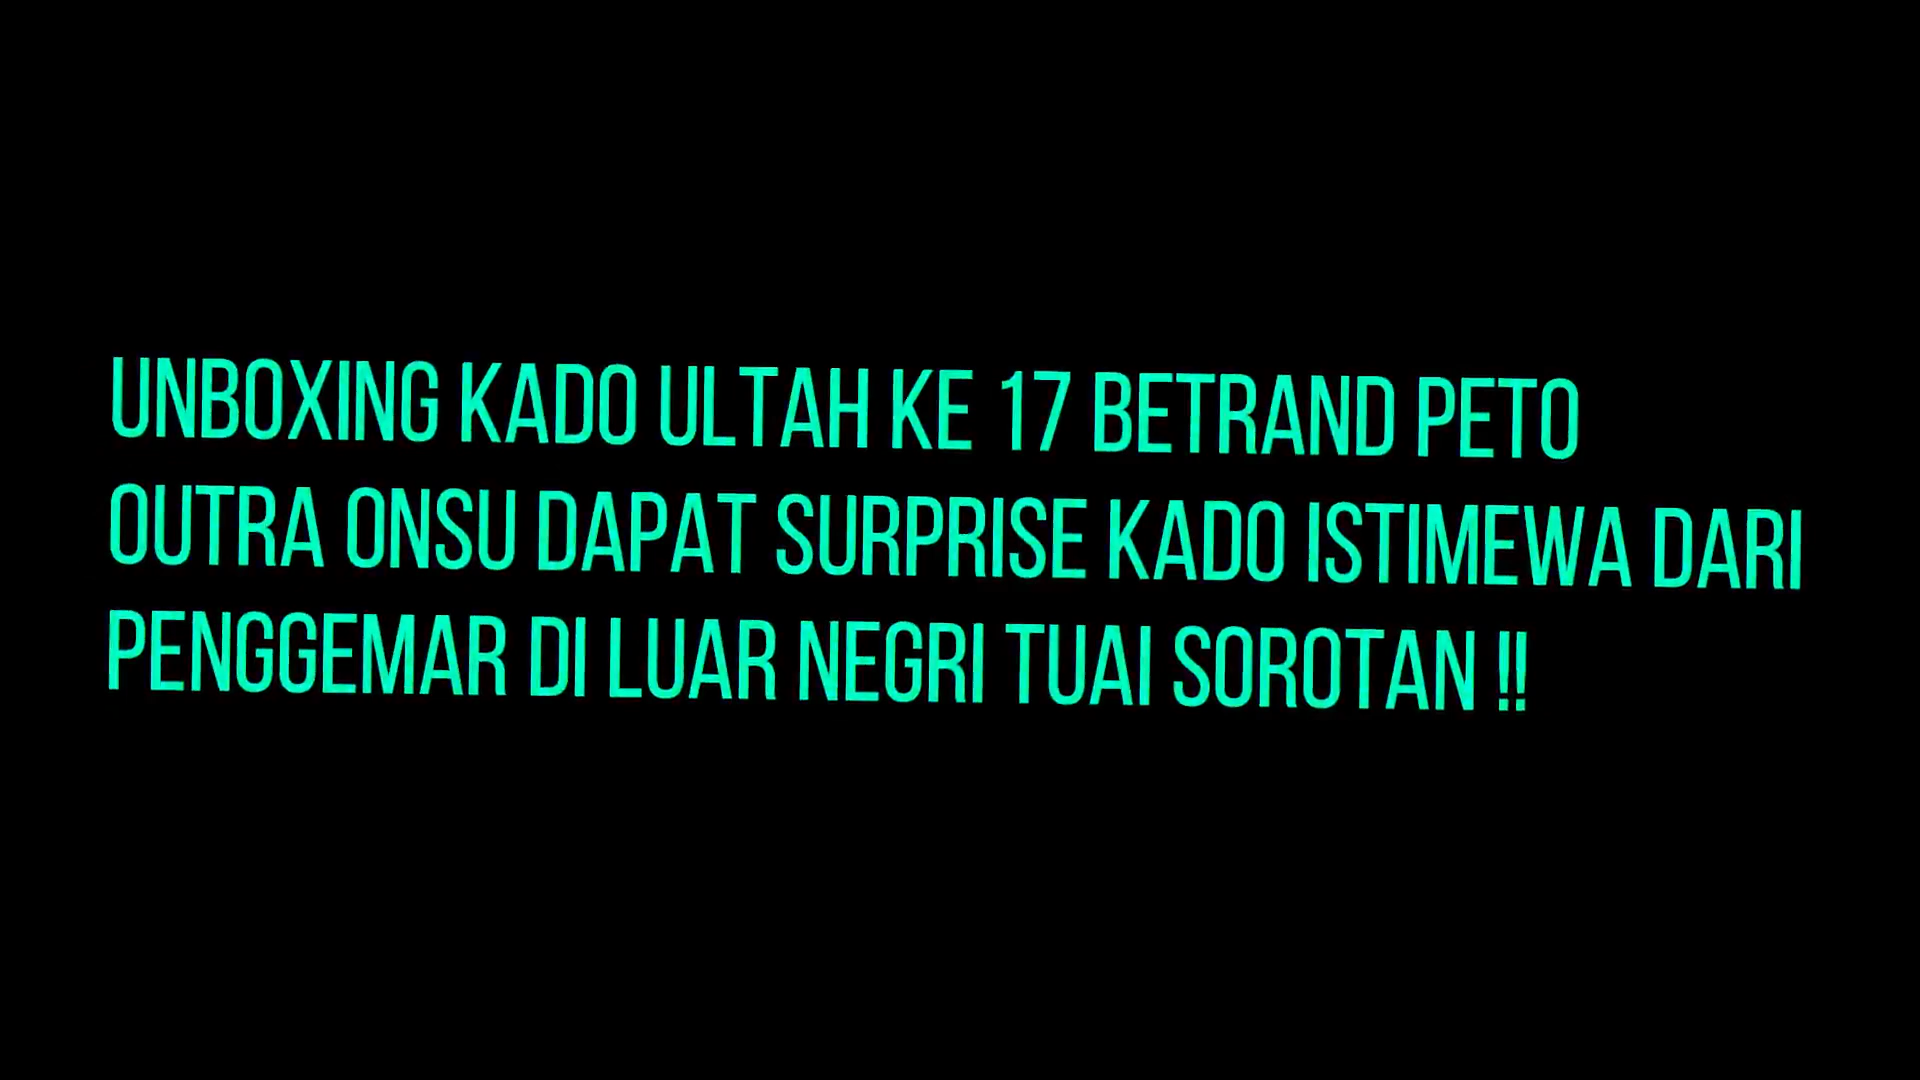 UNBOXING KADO ULTAH KE 17 BETRAND PETO
OUTRA ONSU DAPAT SURPRISE KADO ISTIMEWA DARI
PENGGEMAR DI LUAR NEGRI TUAI SOROTAN !!